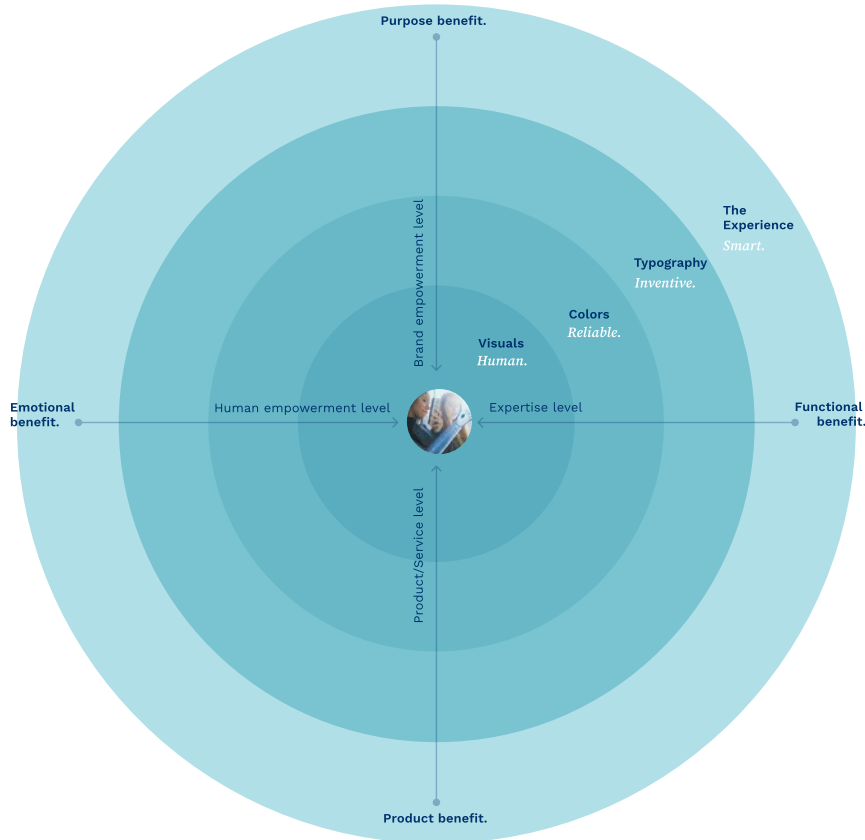 Purpose benefit.
Brand empowerment level
The
Experience
Smart.
Typography
Inventive.
Colors
Reliable.
Visuals
Human.
Emotional
benefit.
Human empowerment level
Expertise level
Functional
benefit.
Product/Service level
Product benefit.